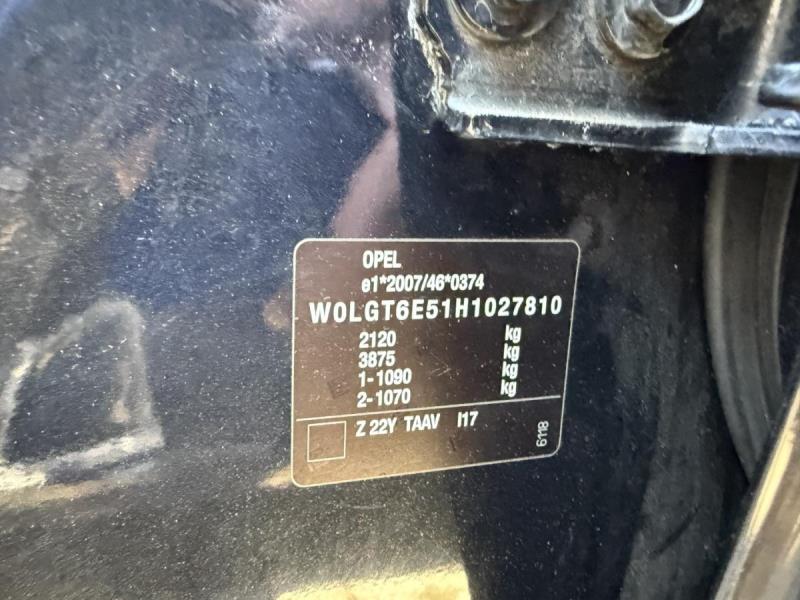 OPEL
e1*2007/46*0374
W0LGT6E51H1027810
2120 kg
3875 kg
1-1090 kg
2-1070 kg
Z 22Y TAAV I17
6118